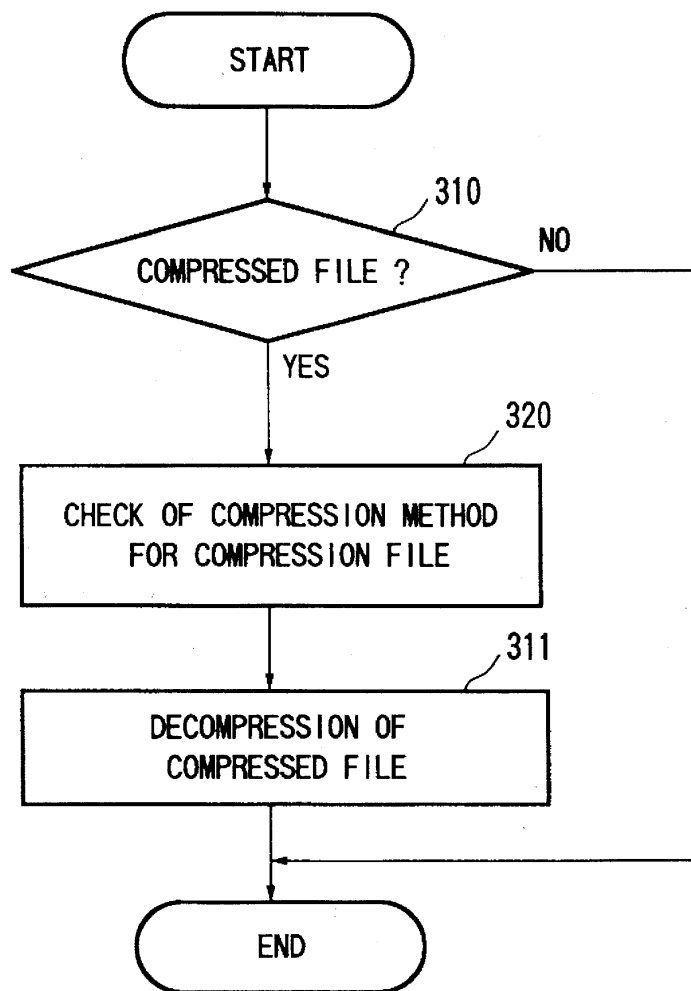 START
310
COMPRESSED FILE ?
NO
YES
320
CHECK OF COMPRESSION METHOD
FOR COMPRESSION FILE
311
DECOMPRESSION OF
COMPRESSED FILE
END